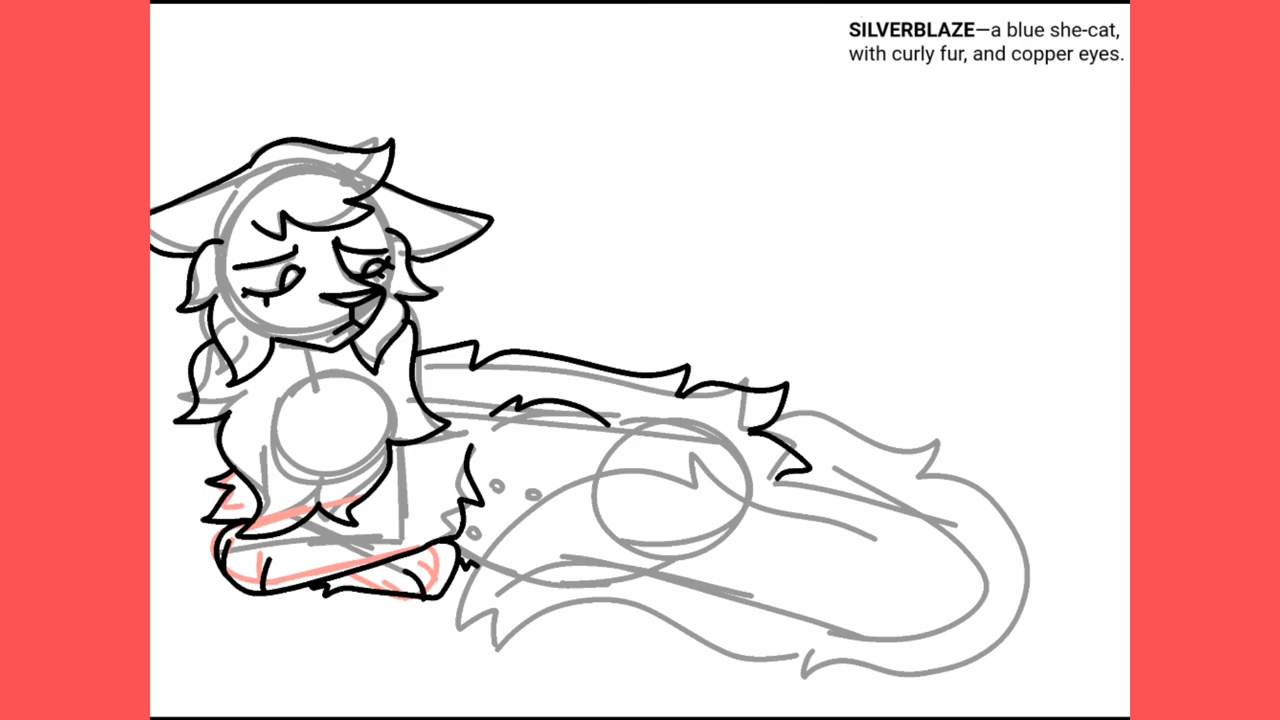 SILVERBLAZE—a blue she-cat,
with curly fur, and copper eyes.